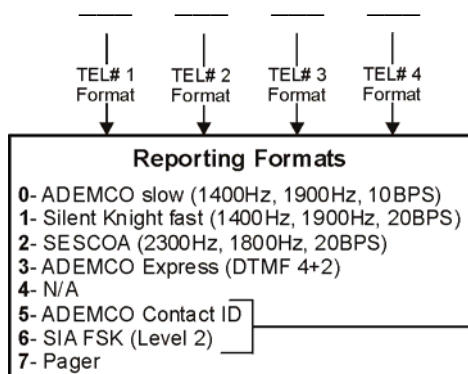 TEL# 1 TEL# 2 TEL# 3 TEL# 4
Format Format Format Format
Reporting Formats
0- ADEMCO slow (1400Hz, 1900Hz, 10BPS)
1- Silent Knight fast (1400Hz, 1900Hz, 20BPS)
2- SESCOA (2300Hz, 1800Hz, 20BPS)
3- ADEMCO Express (DTMF 4+2)
4- N/A
5- ADEMCO Contact ID
6- SIA FSK (Level 2)
7- Pager